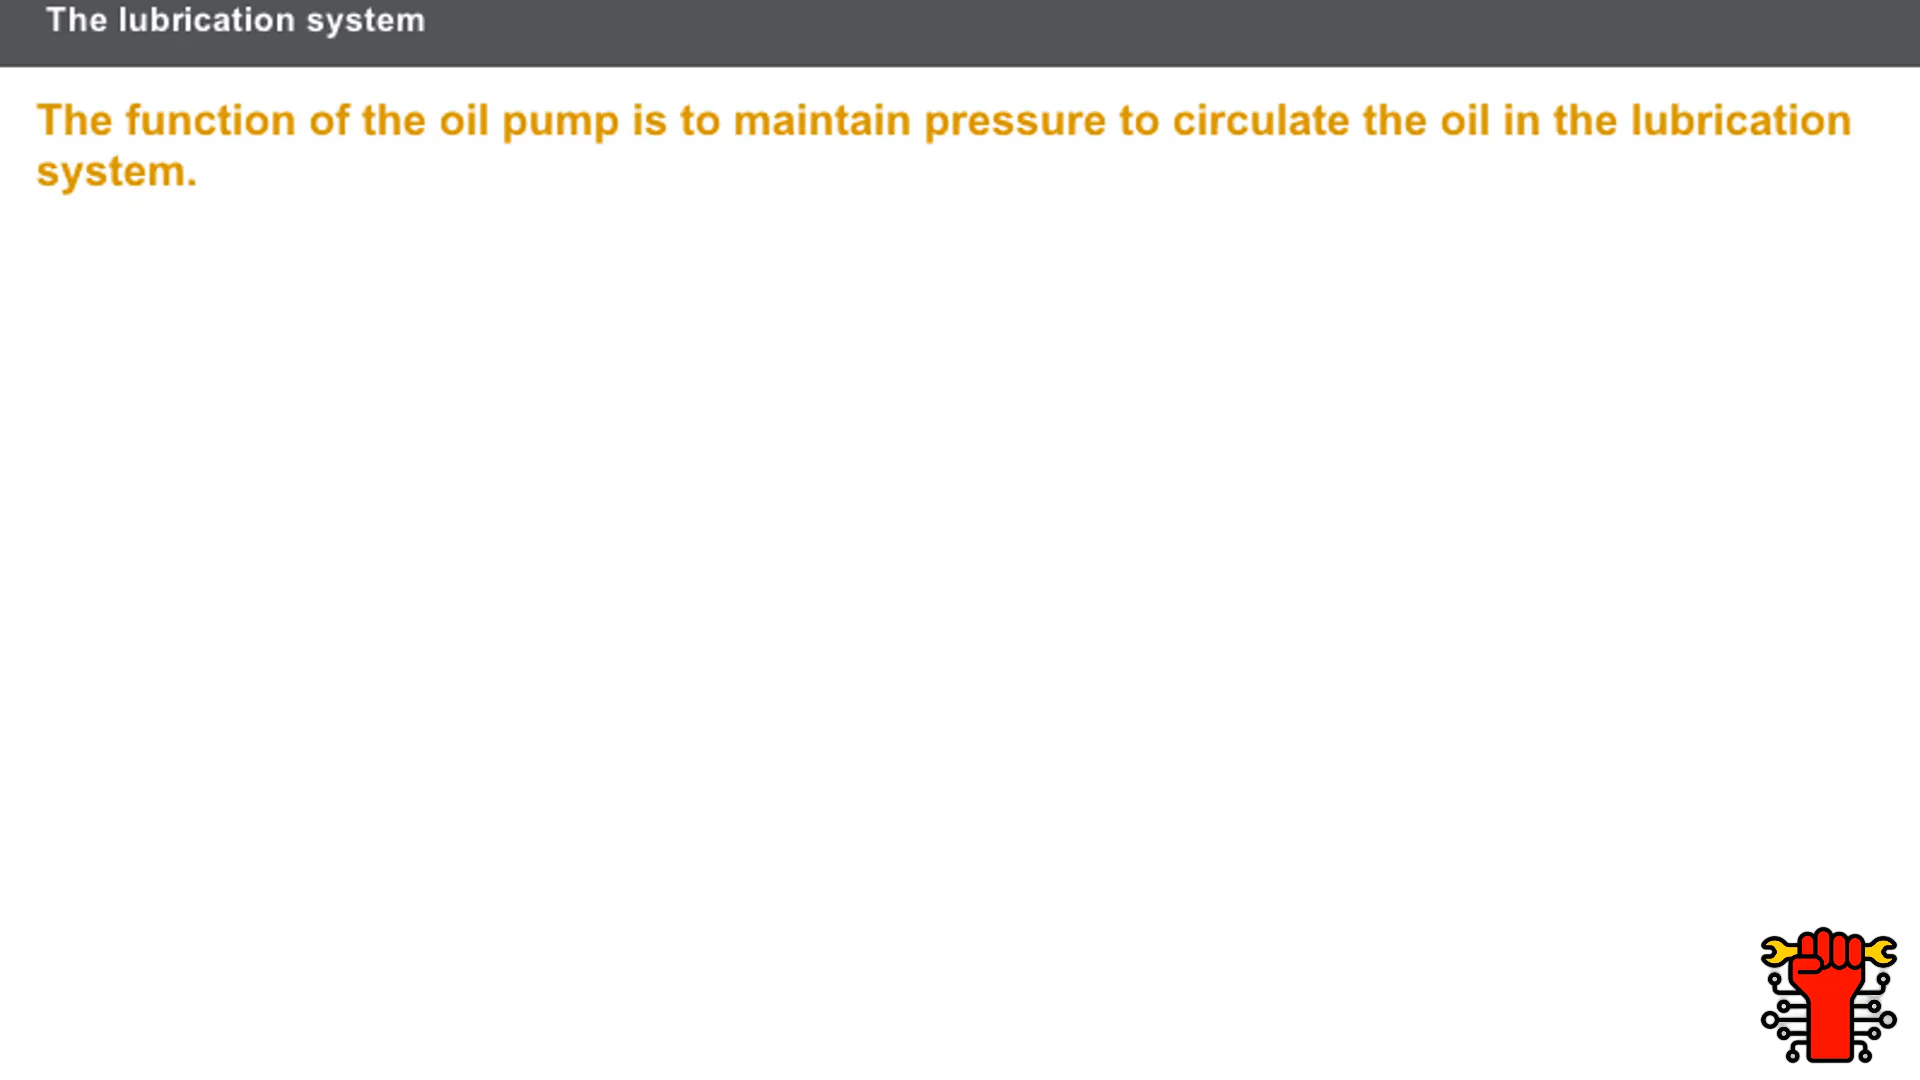 The lubrication system
The function of the oil pump is to maintain pressure to circulate the oil in the lubrication
system.